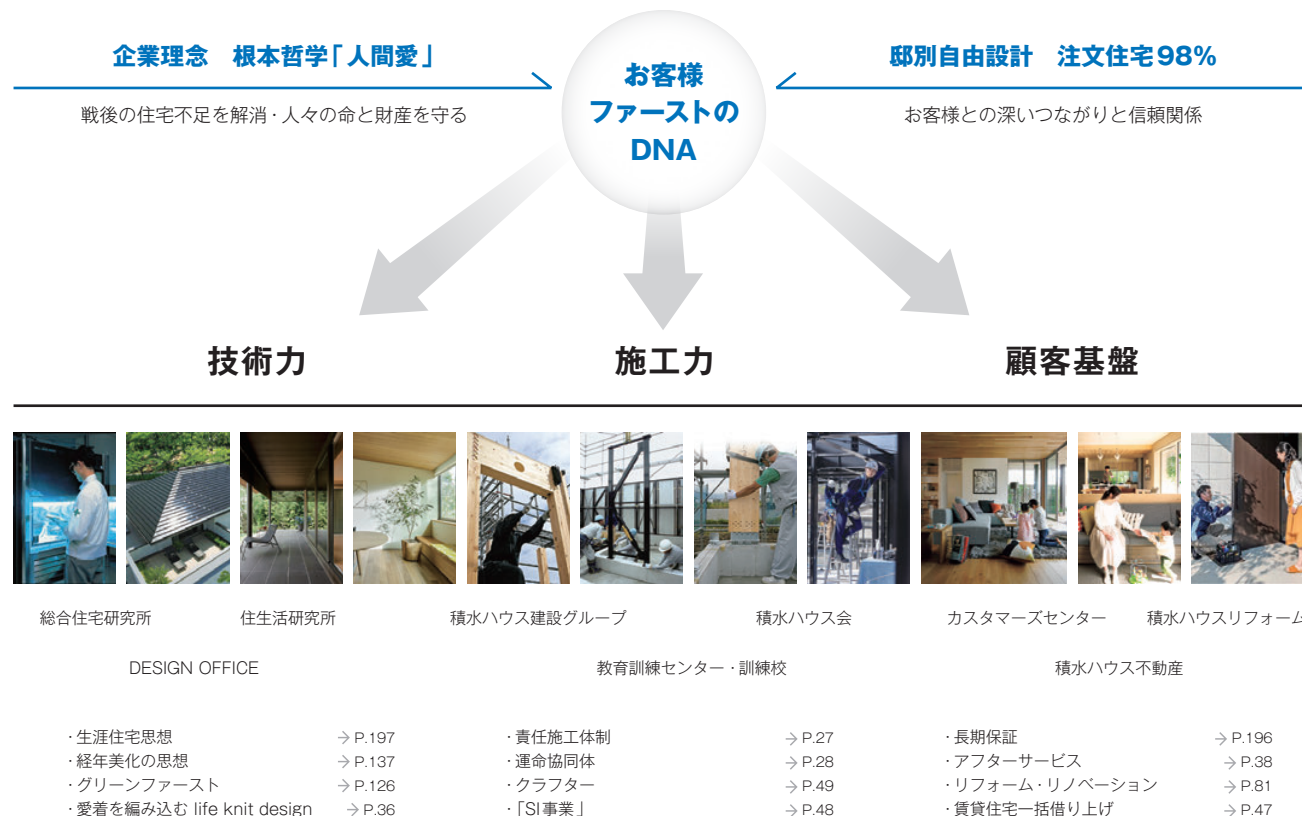 企業理念 根本哲学「人間愛」
戦後の住宅不足を解消・人々の命と財産を守る
お客様
ファーストの
DNA
邸別自由設計 注文住宅98%
お客様との深いつながりと信頼関係
技術力
施工力
顧客基盤
総合住宅研究所
住生活研究所
積水ハウス建設グループ
積水ハウス会
カスタマーズセンター
積水ハウスリフォーム
DESIGN OFFICE
教育訓練センター・訓練校
積水ハウス不動産
・生涯住宅思想 → P.197
・経年美化の思想 → P.137
・グリーンファースト → P.126
・愛着を編み込む life knit design → P.36
・責任施工体制 → P.27
・運命協同体 → P.28
・クラフター → P.49
・「SI事業」 → P.48
・長期保証 → P.196
・アフターサービス → P.38
・リフォーム・リノベーション → P.81
・賃貸住宅一括借り上げ → P.47